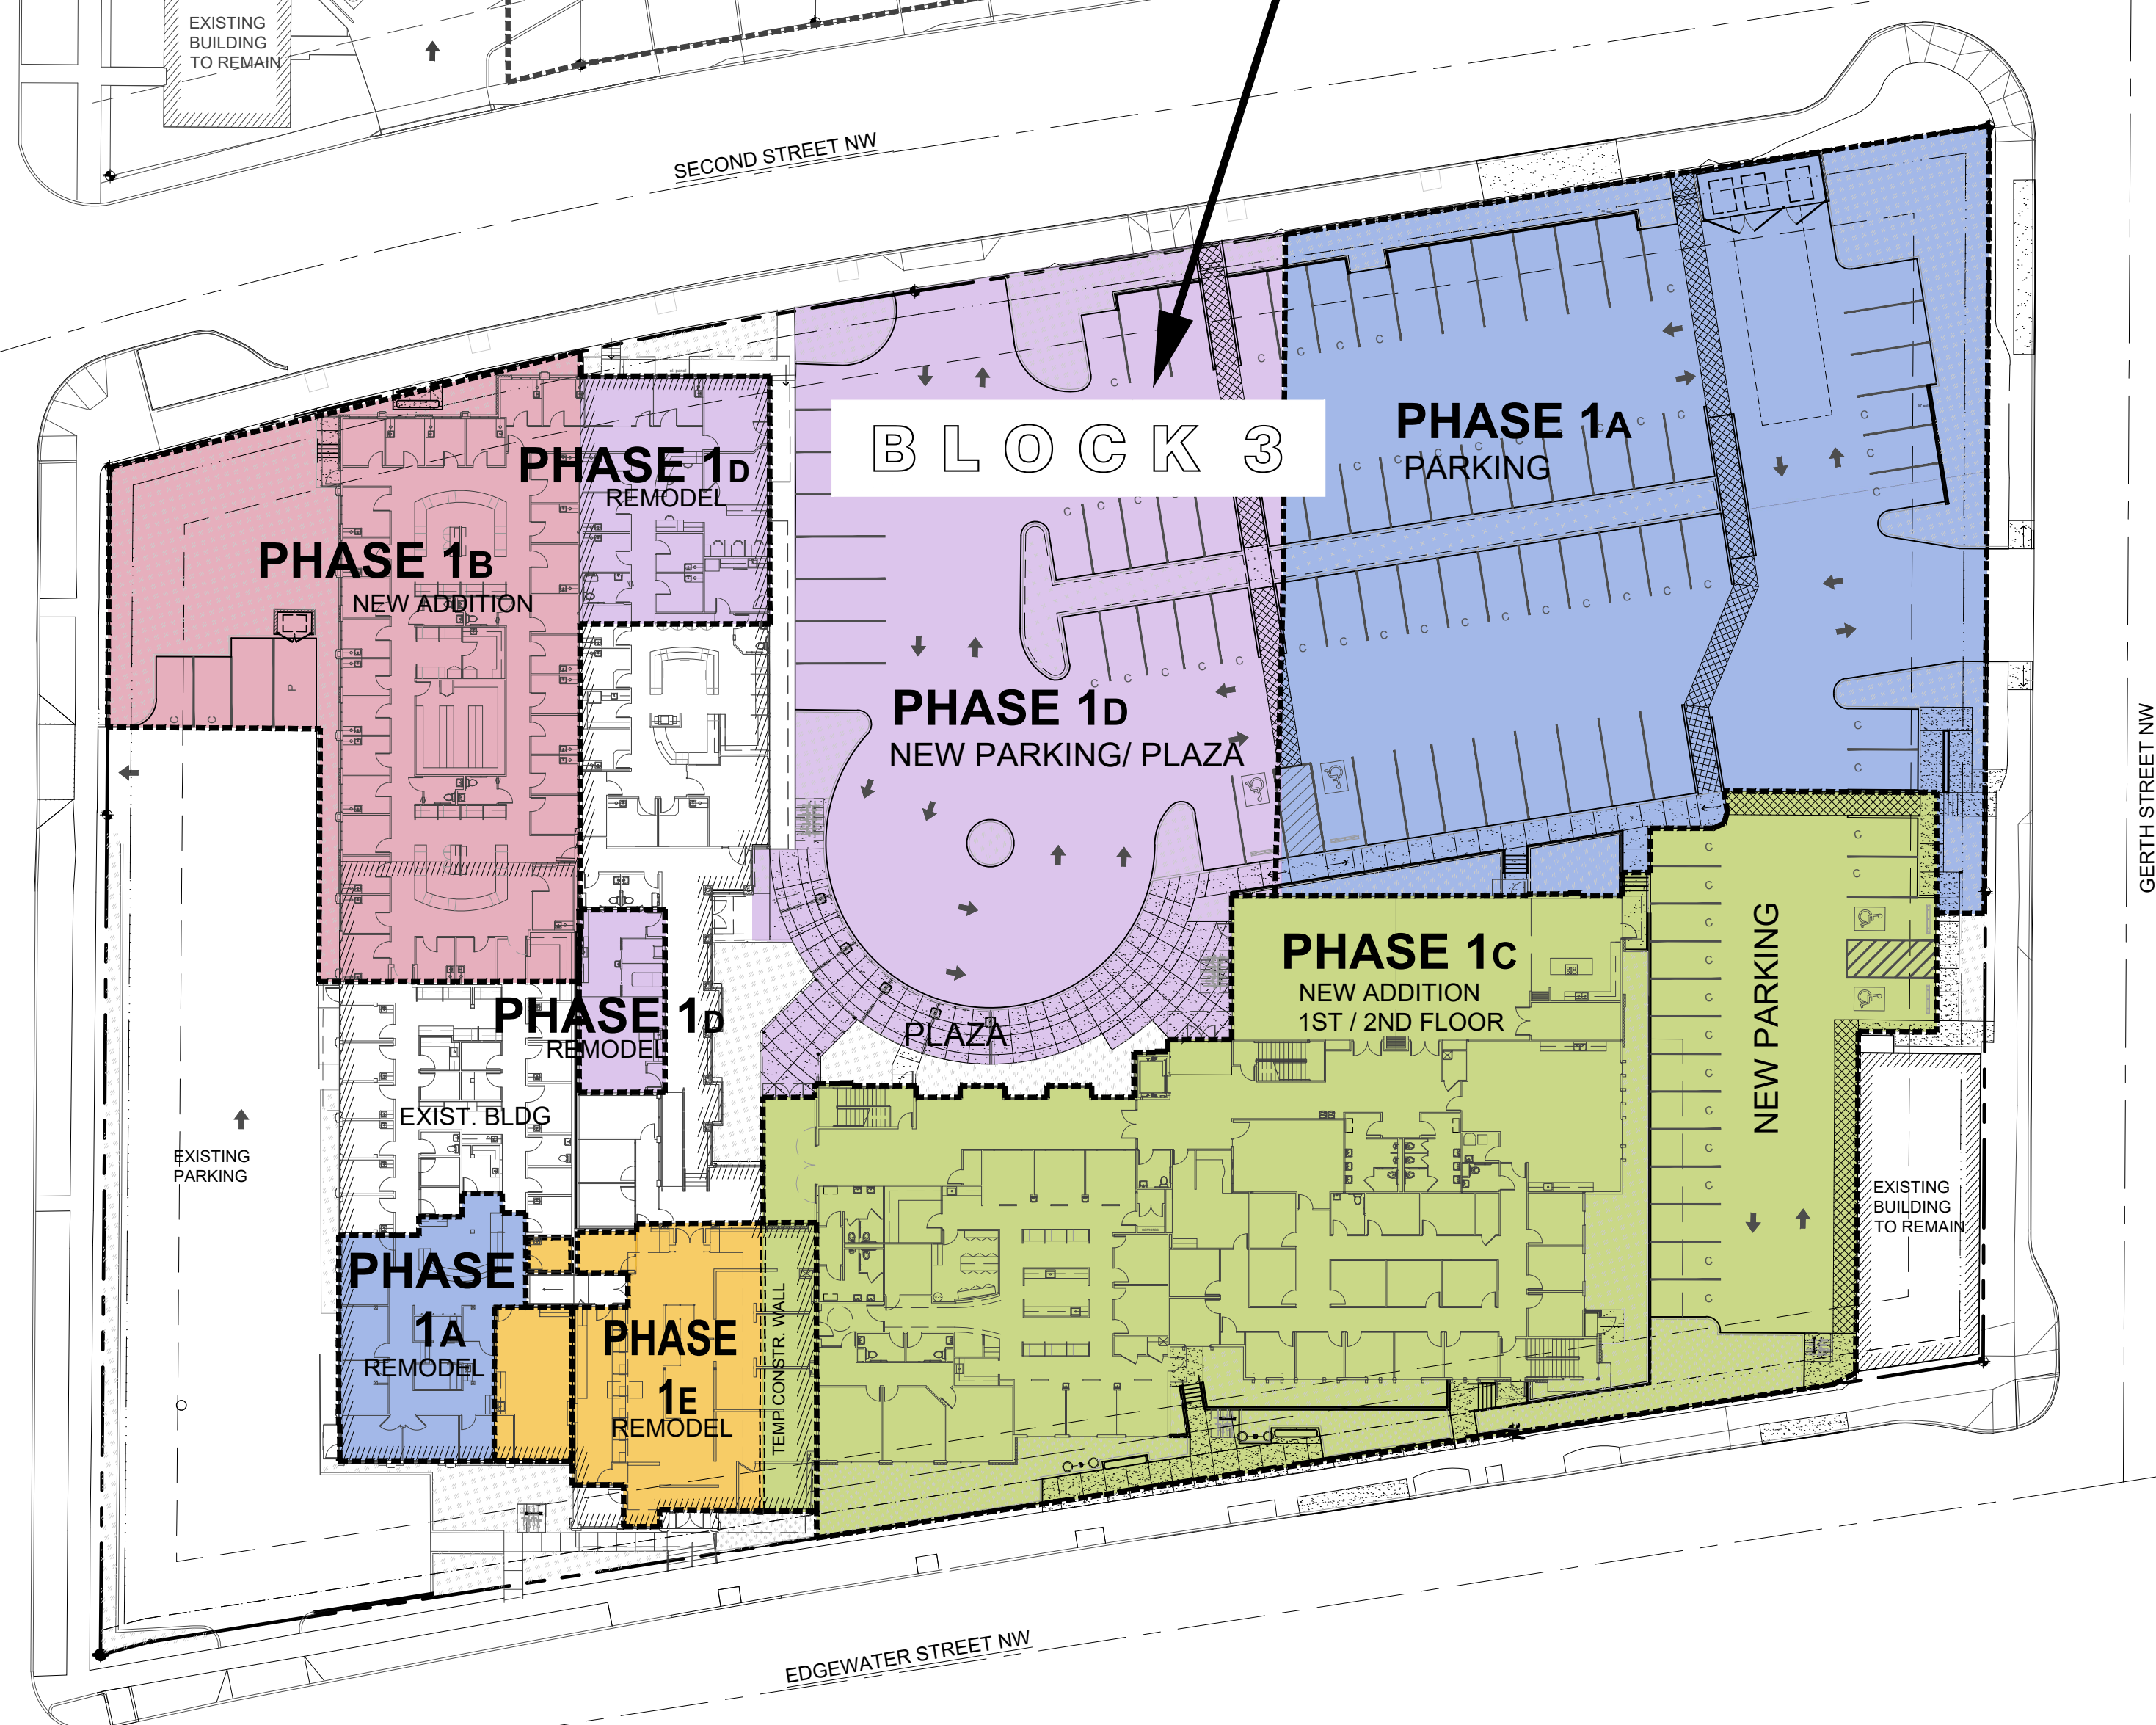 EXISTING
BUILDING
TO REMAIN
SECOND STREET NW
BLOCK 3
PHASE 1A
PARKING
PHASE 1D
REMODEL
PHASE 1B
NEW ADDITION
PHASE 1D
NEW PARKING/ PLAZA
GERTH STREET NW
PHASE 1C
NEW ADDITION
1ST / 2ND FLOOR
NEW PARKING
PHASE 1D
REMODEL
PLAZA
EXIST. BLDG
EXISTING
PARKING
EXISTING
BUILDING
TO REMAIN
PHASE
1A
REMODEL
PHASE
1E
REMODEL
TEMP CONSTR. WALL
EDGEWATER STREET NW